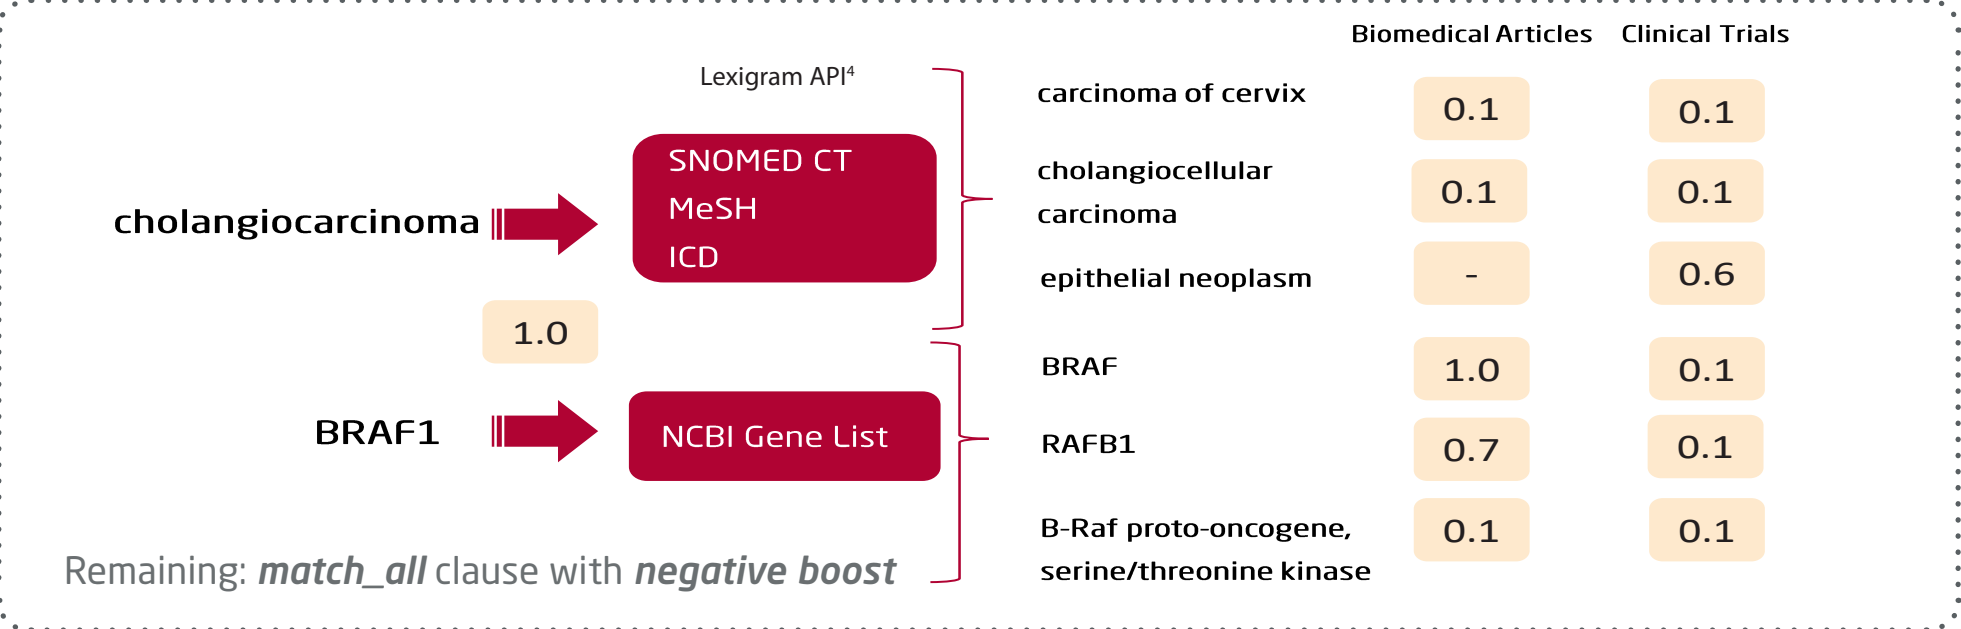 Biomedical Articles Clinical Trials
Lexigram API4
carcinoma of cervix 0.1 0.1
SNOMED CT
MeSH
ICD
cholangiocarcinoma
cholangiocellular
carcinoma
0.1 0.1
epithelial neoplasm - 0.6
1.0
BRAF 1.0 0.1
BRAF1
NCBI Gene List
RAFB1 0.7 0.1
B-Raf proto-oncogene,
serine/threonine kinase
0.1 0.1
Remaining: match_all clause with negative boost